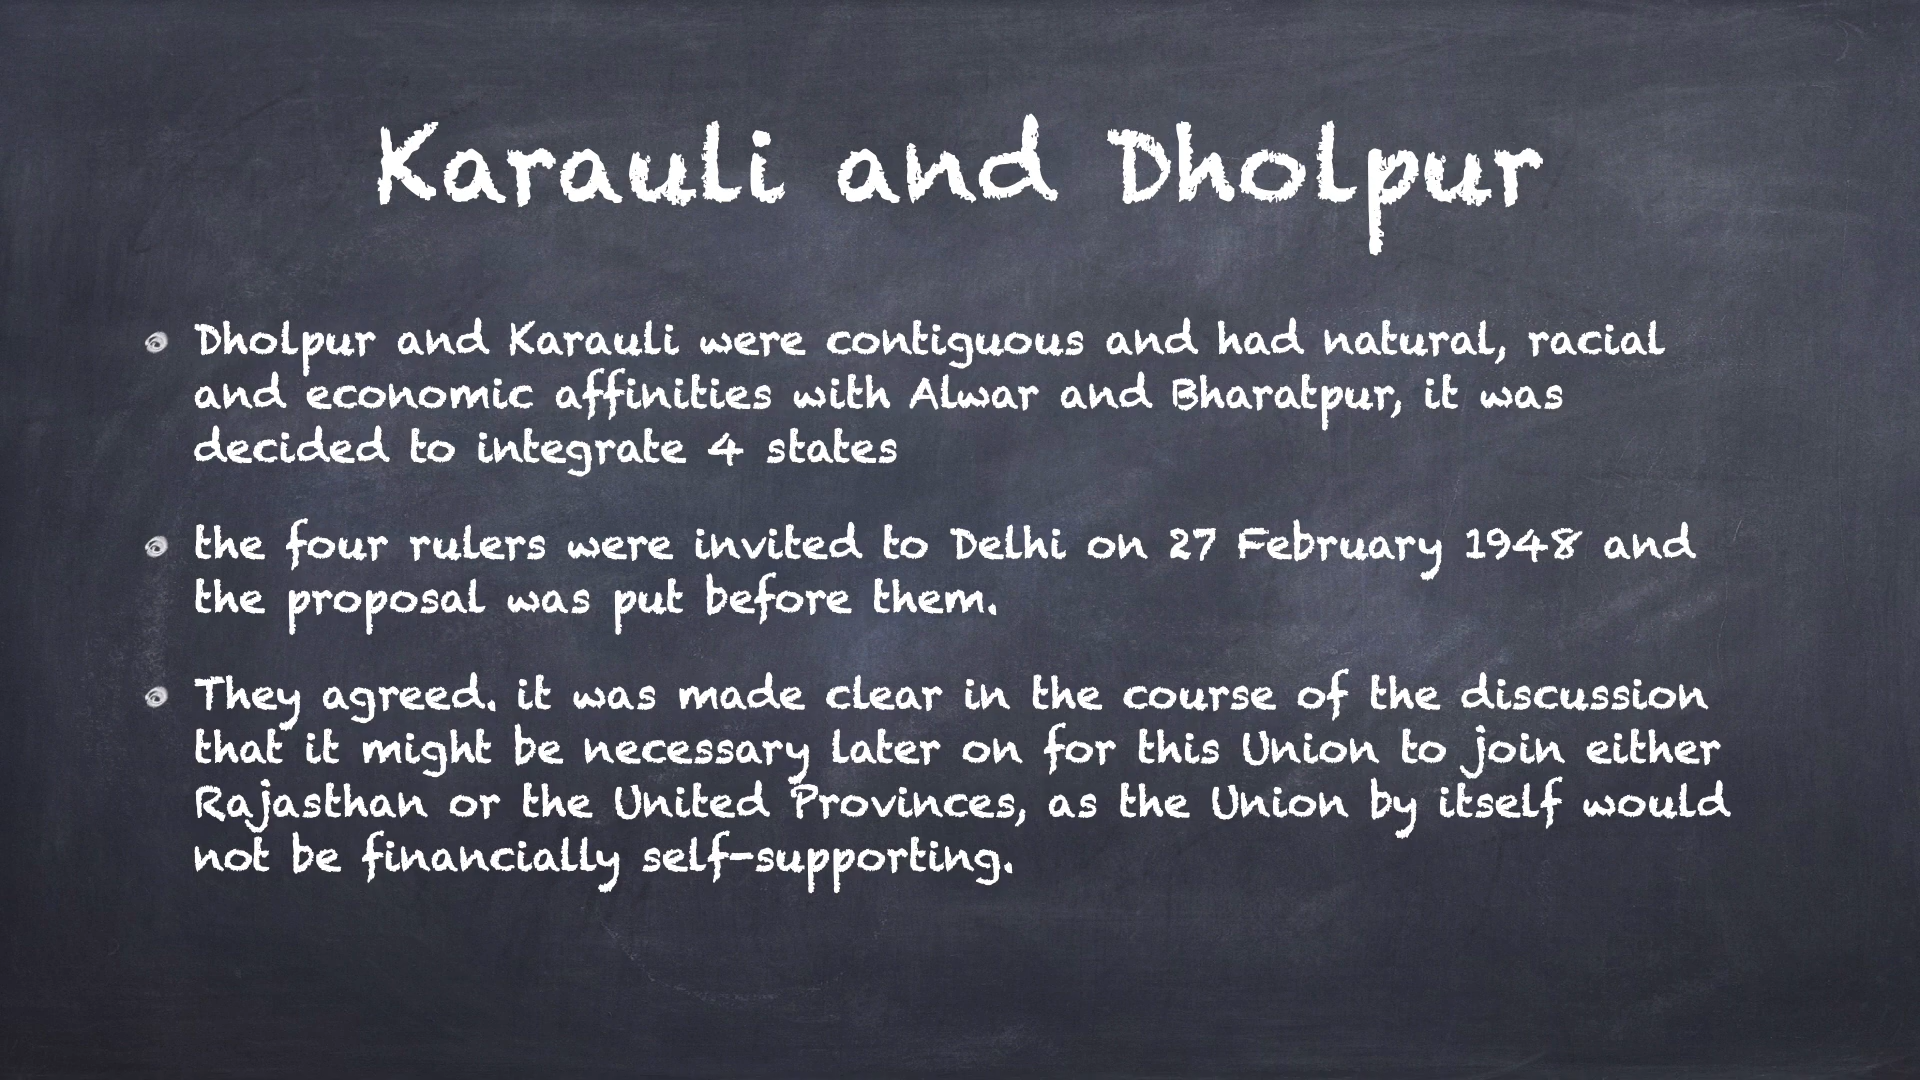 Karauli and Dholpur
Dholpur and Karauli were contiguous and had natural, racial
and economic affinities with Alwar and Bharatpur, it was
decided to integrate 4 states
the four rulers were invited to Delhi on 27 February 1948 and
the proposal was put before them.
They agreed. it was made clear in the course of the discussion
that it might be necessary later on for this Union to join either
Rajasthan or the United Provinces, as the Union by itself would
not be financially self-supporting.